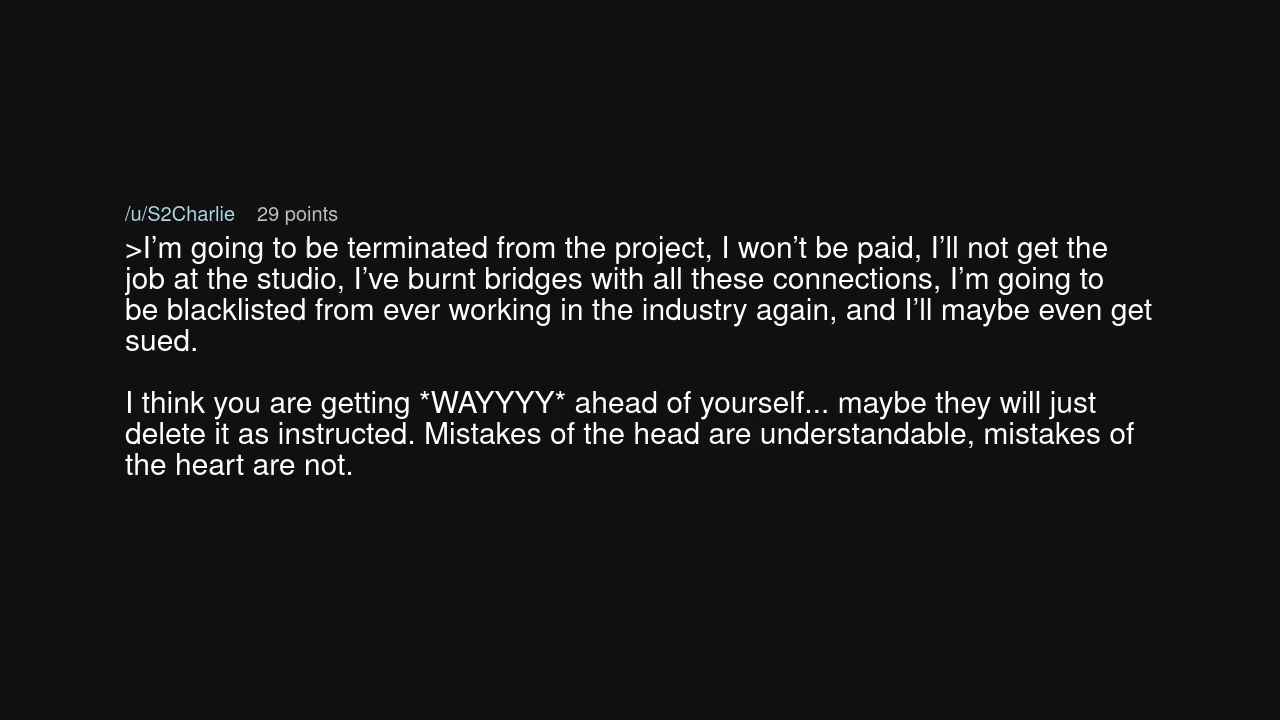 /u/S2Charlie 29 points
>I’m going to be terminated from the project, I won’t be paid, I’ll not get the
job at the studio, I’ve burnt bridges with all these connections, I’m going to
be blacklisted from ever working in the industry again, and I’ll maybe even get
sued.
I think you are getting *WAYYYY* ahead of yourself... maybe they will just
delete it as instructed. Mistakes of the head are understandable, mistakes of
the heart are not.